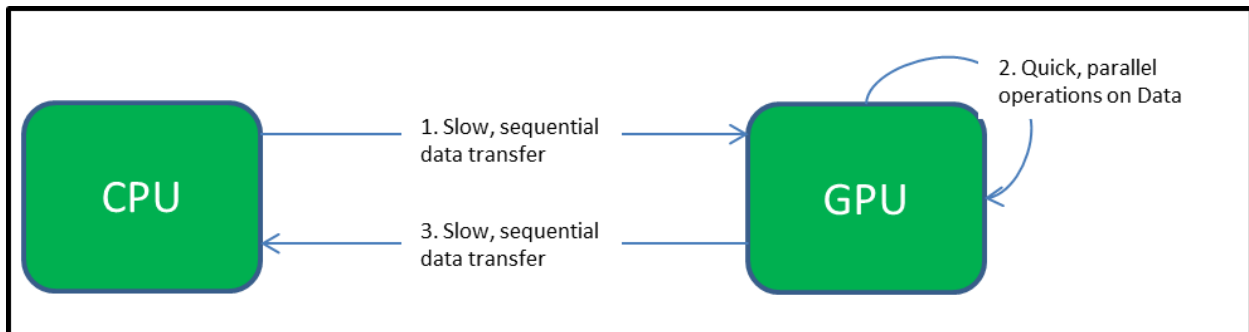 CPU
1. Slow, sequential
data transfer
GPU
2. Quick, parallel
operations on Data
3. Slow, sequential
data transfer